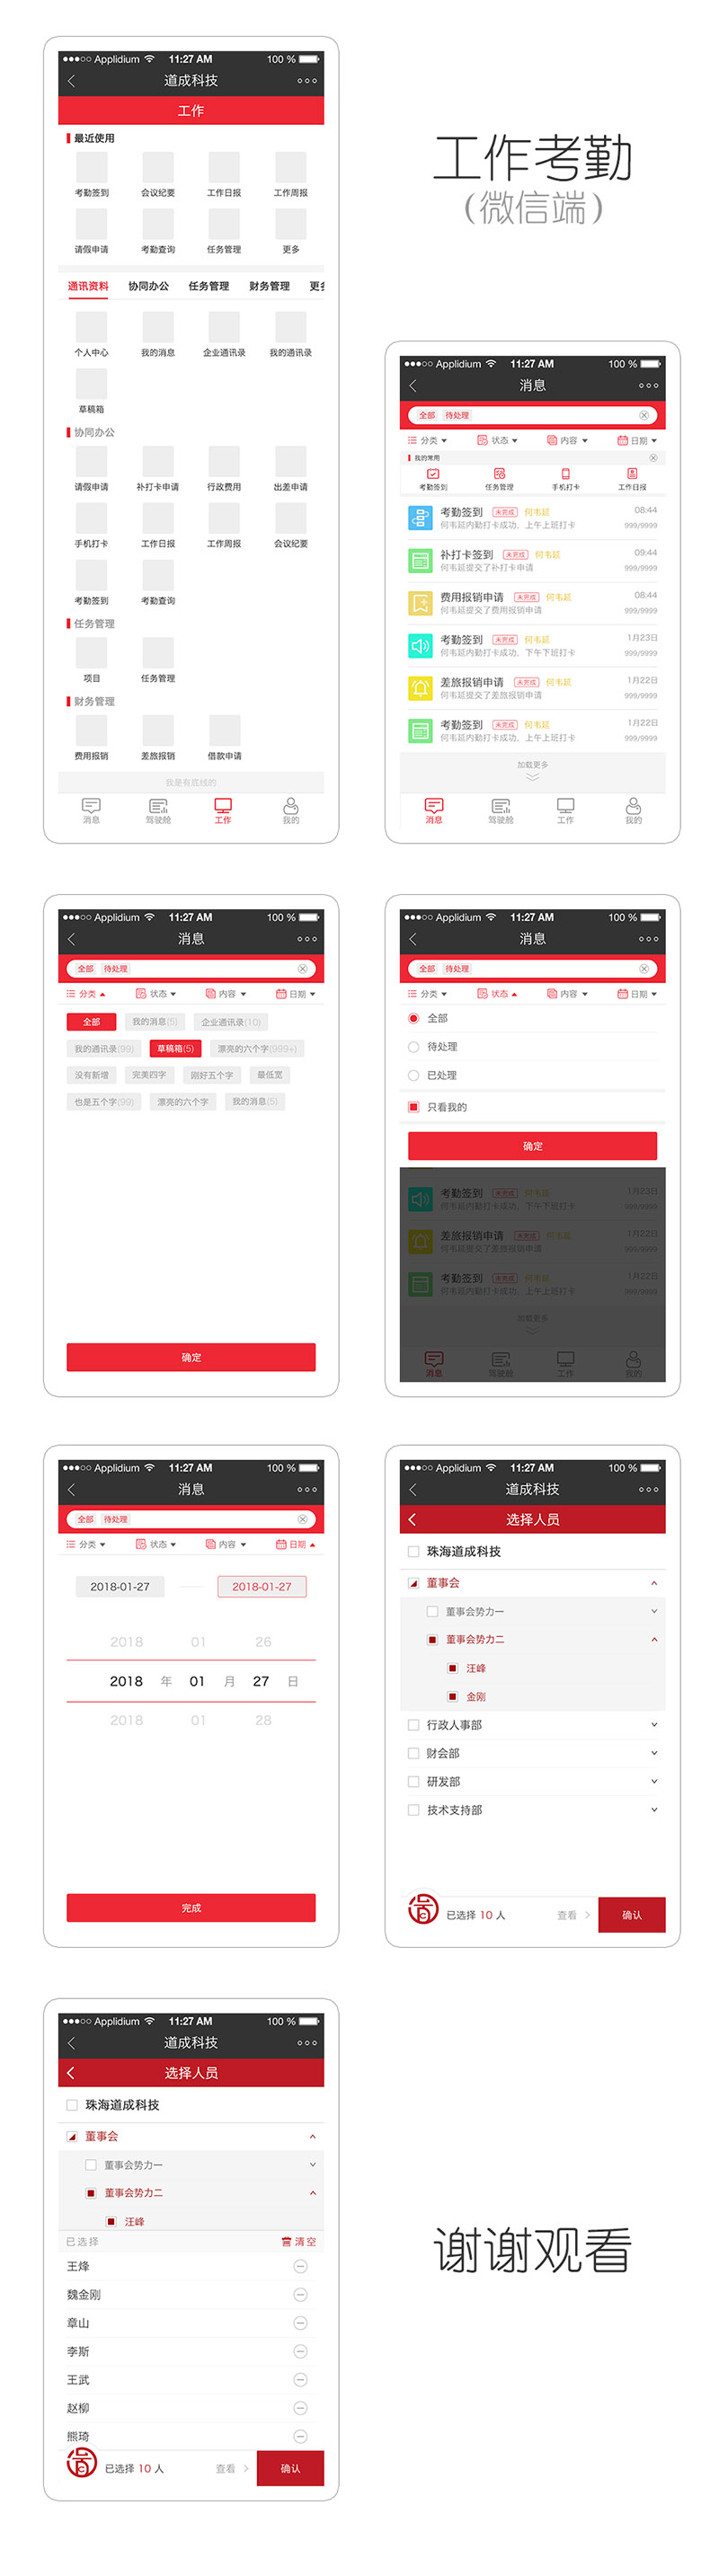 Applidium 11:27 AM 100 %
道成科技
工作
最近使用
考勤签到 会议纪要 工作日报 工作周报
请假申请 考勤查询 任务管理 更多
通讯资料 协同办公 任务管理 财务管理 更多
个人中心 我的消息 企业通讯录 我的通讯录
草稿箱
协同办公
请假申请 补打卡申请 行政费用 出差申请
手机打卡 工作日报 工作周报 会议纪要
考勤签到 考勤查询
任务管理
项目 任务管理
财务管理
费用报销 差旅报销 借款申请
我是有底线的
消息 驾驶舱 工作 我的
工作考勤
（微信端）
Applidium 11:27 AM 100 %
消息
全部 待处理
分类 状态 内容 日期
我的常用
考勤签到 任务管理 手机打卡 工作日报
考勤签到 未完成 何韦延 08:44
何韦延内勤打卡成功，上午上班打卡 999/9999
补打卡签到 未完成 何韦延 09:44
何韦延提交了补打卡申请 999/9999
费用报销申请 未完成 何韦延 08:44
何韦延提交了费用报销申请 999/9999
考勤签到 未完成 何韦延 1月23日
何韦延内勤打卡成功，下午下班打卡 999/9999
差旅报销申请 未完成 何韦延 1月22日
何韦延提交了差旅报销申请 999/9999
考勤签到 未完成 何韦延 1月22日
何韦延内勤打卡成功，上午上班打卡 999/9999
加载更多
消息 驾驶舱 工作 我的
Applidium 11:27 AM 100 %
消息
全部 待处理
分类 状态 内容 日期
全部 我的消息(5) 企业通讯录(10)
我的通讯录(99) 草稿箱(5) 漂亮的六个字(999+)
没有新增 完美四字 刚好五个字 最低宽
也是五个字(99) 漂亮的六个字 我的消息(5)
确定
Applidium 11:27 AM 100 %
消息
全部 待处理
分类 状态 内容 日期
全部
待处理
已处理
只看我的
确定
考勤签到 未完成 何韦延 1月23日
何韦延内勤打卡成功，下午下班打卡 999/9999
差旅报销申请 未完成 何韦延 1月22日
何韦延提交了差旅报销申请 999/9999
考勤签到 未完成 何韦延 1月22日
何韦延内勤打卡成功，上午上班打卡 999/9999
加载更多
消息 驾驶舱 工作 我的
Applidium 11:27 AM 100 %
消息
全部 待处理
分类 状态 内容 日期
2018-01-27 2018-01-27
2018 01 26
2018 年 01 月 27 日
2018 01 28
完成
Applidium 11:27 AM 100 %
道成科技
选择人员
珠海道成科技
董事会
董事会势力一
董事会势力二
汪峰
金刚
行政人事部
财会部
研发部
技术支持部
已选择 10 人 查看 确认
Applidium 11:27 AM 100 %
道成科技
选择人员
珠海道成科技
董事会
董事会势力一
董事会势力二
汪峰
已选择 清空
王烽
魏金刚
章山
李斯
王武
赵柳
熊琦
已选择 10 人 查看 确认
谢谢观看